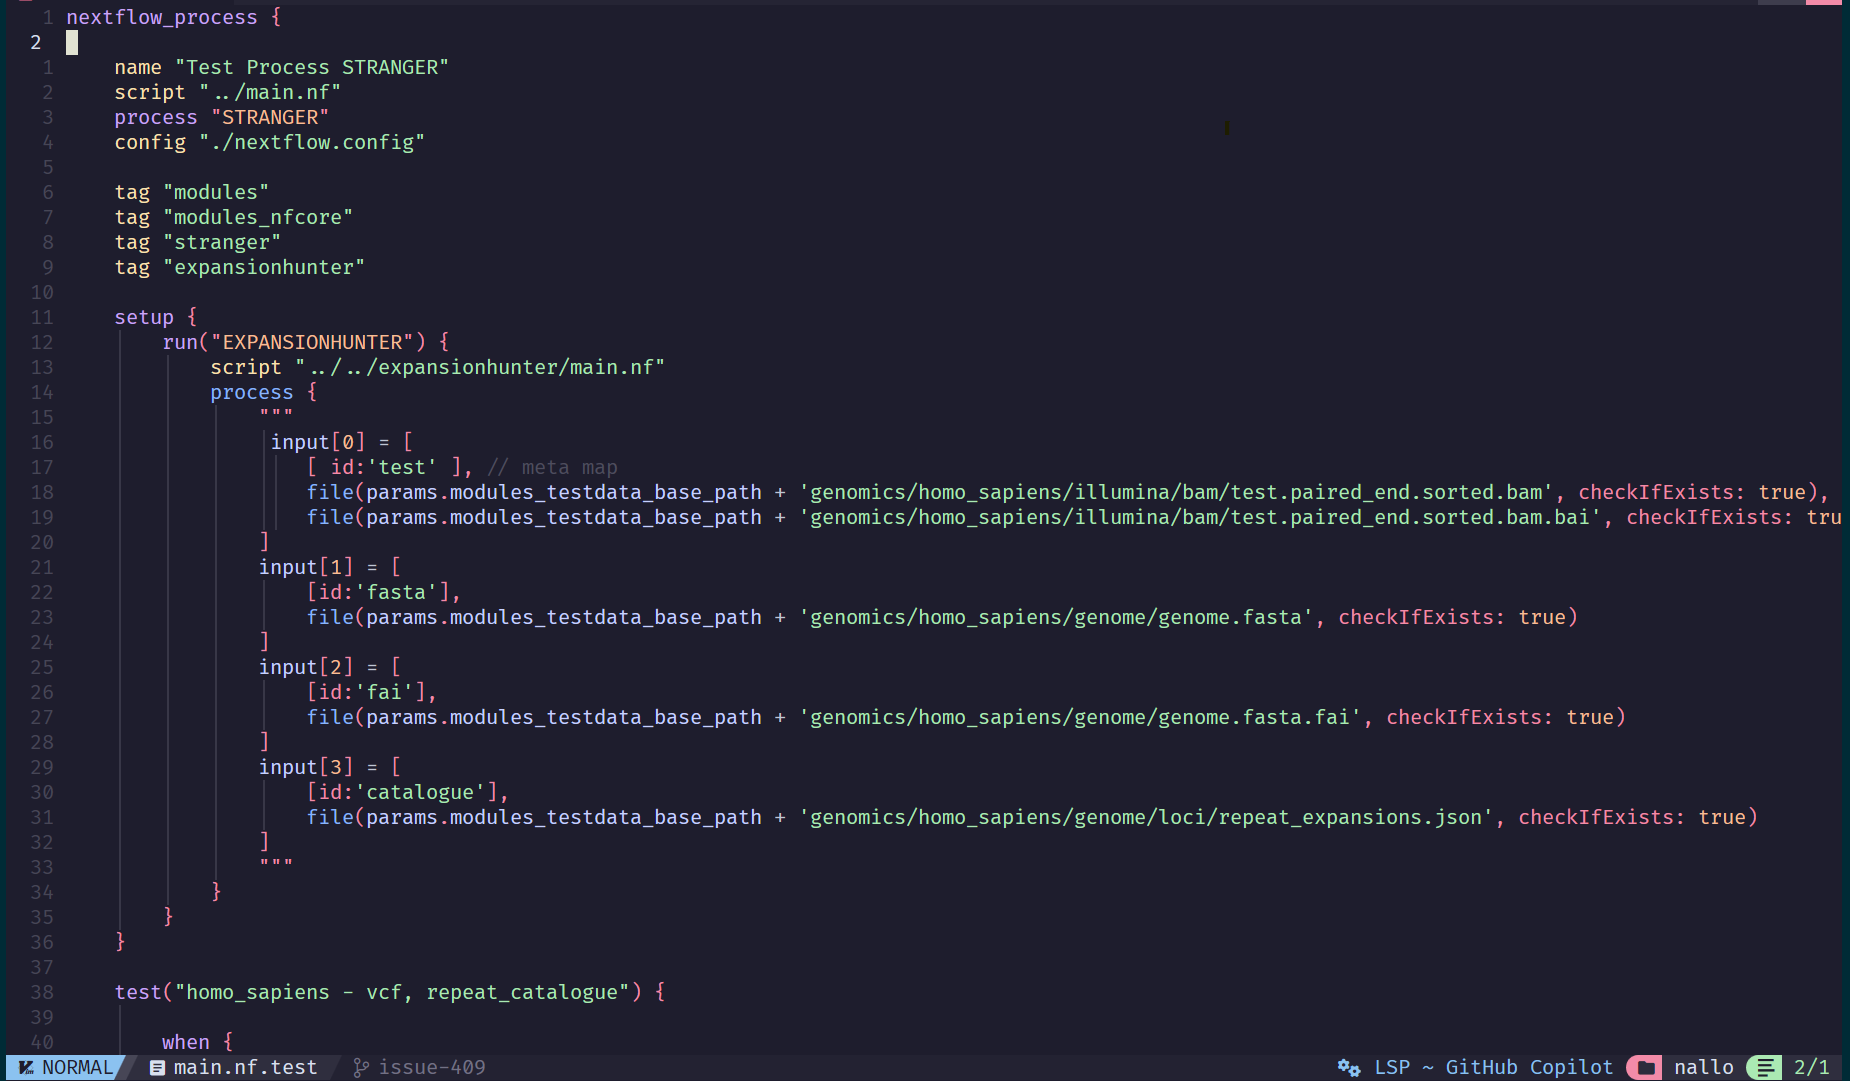 1 nextflow_process {
2
1 name "Test Process STRANGER"
2 script "../main.nf"
3 process "STRANGER"
4 config "./nextflow.config"
5
6 tag "modules"
7 tag "modules_nfcore"
8 tag "stranger"
9 tag "expansionhunter"
10
11 setup {
12 run("EXPANSIONHUNTER") {
13 script "../../expansionhunter/main.nf"
14 process {
15 """
16 input[0] = [
17 [ id:'test' ], // meta map
18 file(params.modules_testdata_base_path + 'genomics/homo_sapiens/illumina/bam/test.paired_end.sorted.bam', checkIfExists: true),
19 file(params.modules_testdata_base_path + 'genomics/homo_sapiens/illumina/bam/test.paired_end.sorted.bam.bai', checkIfExists: tru
20 ]
21 input[1] = [
22 [id:'fasta'],
23 file(params.modules_testdata_base_path + 'genomics/homo_sapiens/genome/genome.fasta', checkIfExists: true)
24 ]
25 input[2] = [
26 [id:'fai'],
27 file(params.modules_testdata_base_path + 'genomics/homo_sapiens/genome/genome.fasta.fai', checkIfExists: true)
28 ]
29 input[3] = [
30 [id:'catalogue'],
31 file(params.modules_testdata_base_path + 'genomics/homo_sapiens/genome/loci/repeat_expansions.json', checkIfExists: true)
32 ]
33 """
34 }
35 }
36 }
37
38 test("homo_sapiens - vcf, repeat_catalogue") {
39
40 when {
NORMAL main.nf.test issue-409 LSP ~ GitHub Copilot nallo 2/1